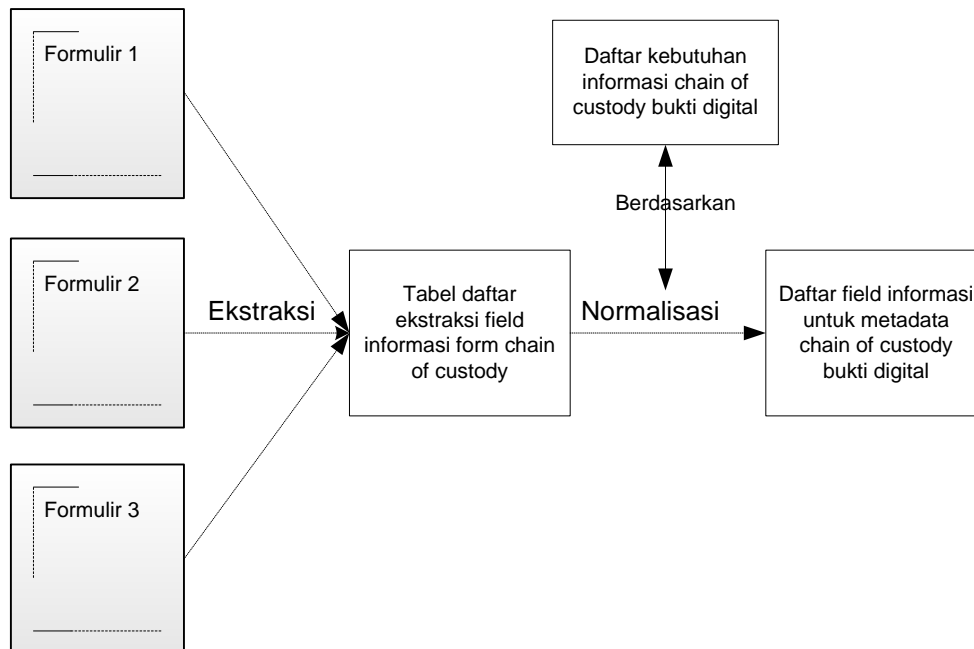 Formulir 1
Formulir 2
Formulir 3
Ekstraksi
Tabel daftar
ekstraksi field
informasi form chain
of custody
Normalisasi
Daftar kebutuhan
informasi chain of
custody bukti digital
Berdasarkan
Daftar field informasi
untuk metadata
chain of custody
bukti digital